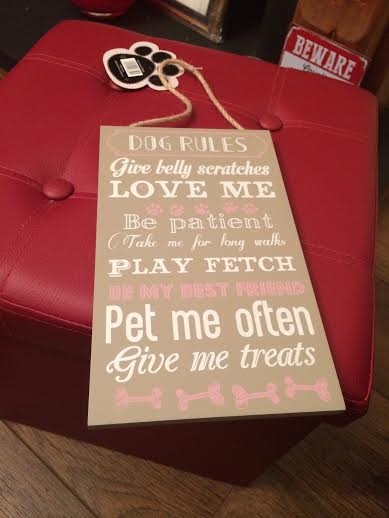 BEWARE
DOG RULES
Give belly scratches
LOVE ME
Be patient
Take me for long walks
PLAY FETCH
BE MY BEST FRIEND
Pet me often
Give me treats